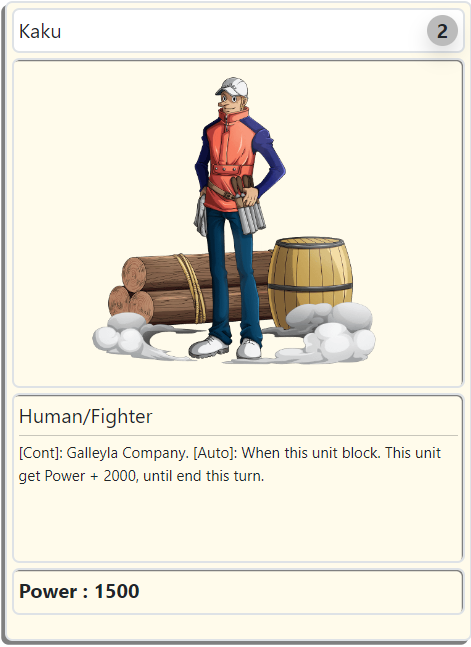 Kaku
2
Human/Fighter
[Cont]: Galleyla Company. [Auto]: When this unit block. This unit
get Power + 2000, until end this turn.
Power : 1500